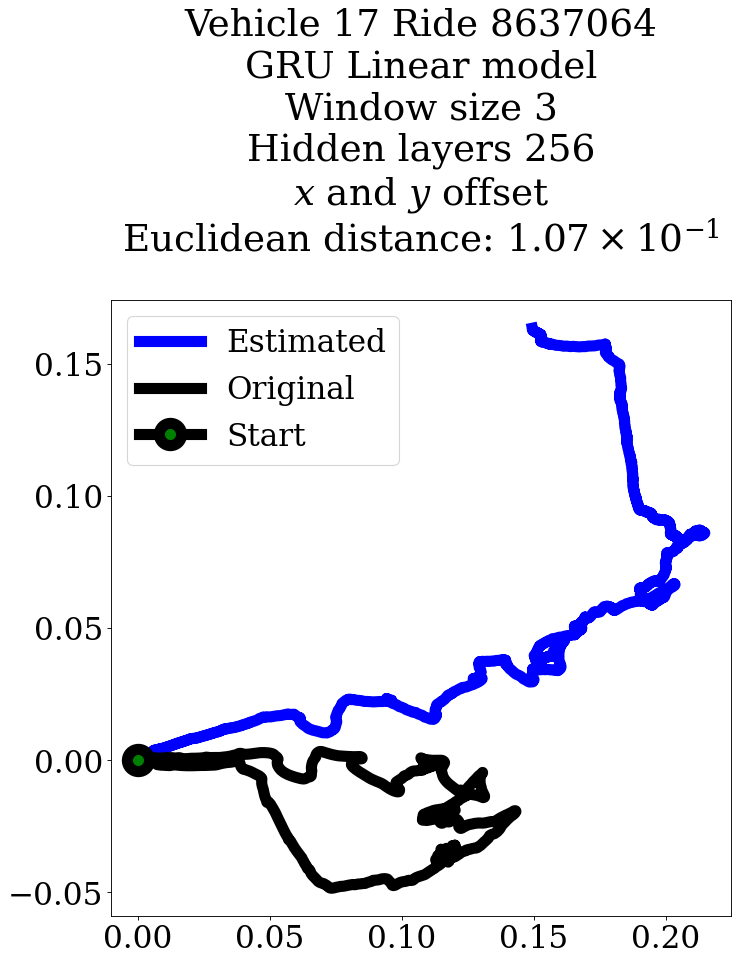 Vehicle 17 Ride 8637064
GRU Linear model
Window size 3
Hidden layers 256
x and y offset
Euclidean distance: 1.07 × 10⁻¹
Estimated
Original
Start
0.15
0.10
0.05
0.00
−0.05
0.00 0.05 0.10 0.15 0.20